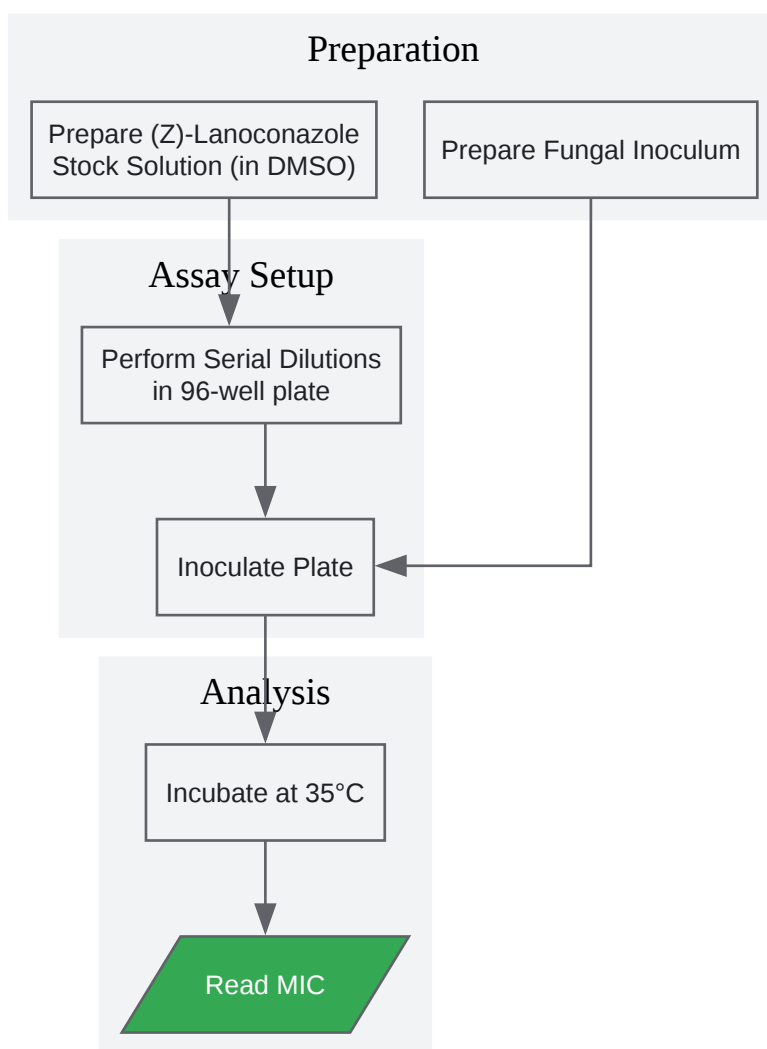 Preparation
Prepare (Z)-Lanoconazole
Stock Solution (in DMSO)
Prepare Fungal Inoculum
Assay Setup
Perform Serial Dilutions
in 96-well plate
Inoculate Plate
Analysis
Incubate at 35°C
Read MIC